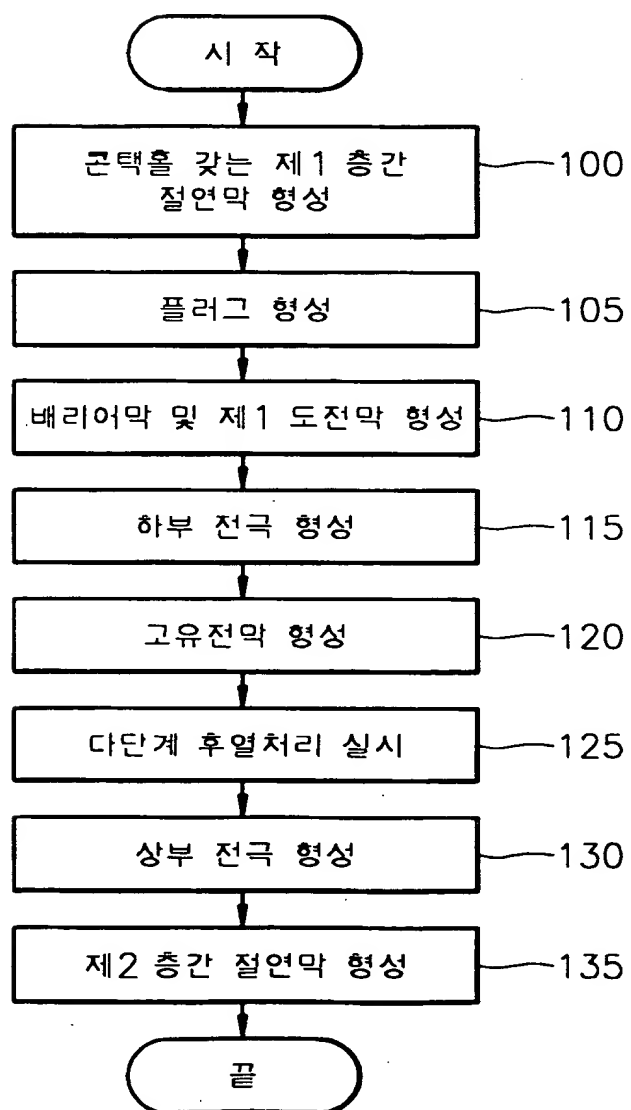 시 작
콘택홀 갖는 제1 층간
절연막 형성
100
플러그 형성
105
배리어막 및 제1 도전막 형성
110
하부 전극 형성
115
고유전막 형성
120
다단계 후열처리 실시
125
상부 전극 형성
130
제2 층간 절연막 형성
135
끝